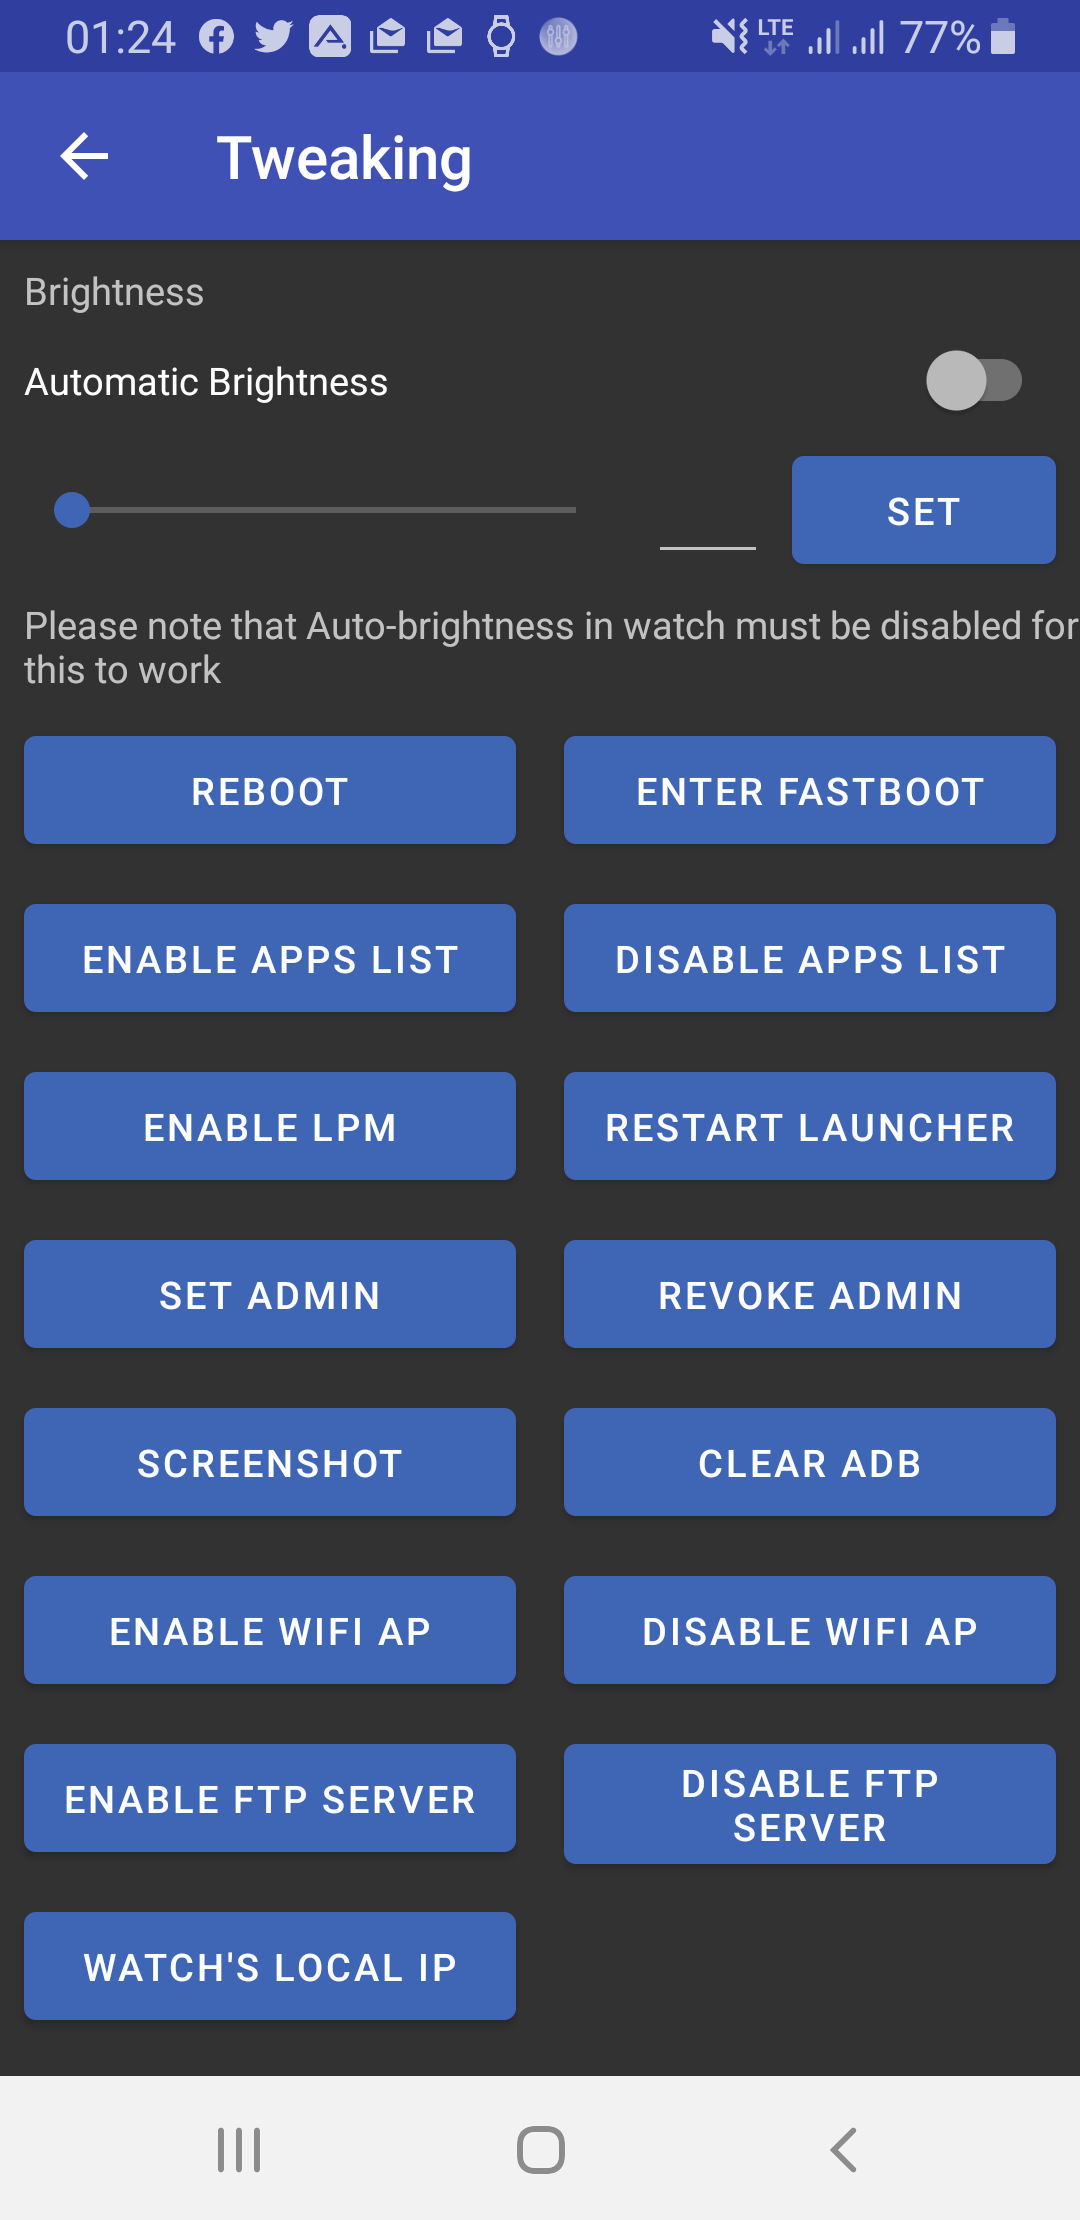 01:24 LTE 77%
Tweaking
Brightness
Automatic Brightness
SET
Please note that Auto-brightness in watch must be disabled for
this to work
REBOOT
ENTER FASTBOOT
ENABLE APPS LIST
DISABLE APPS LIST
ENABLE LPM
RESTART LAUNCHER
SET ADMIN
REVOKE ADMIN
SCREENSHOT
CLEAR ADB
ENABLE WIFI AP
DISABLE WIFI AP
ENABLE FTP SERVER
DISABLE FTP
SERVER
WATCH'S LOCAL IP